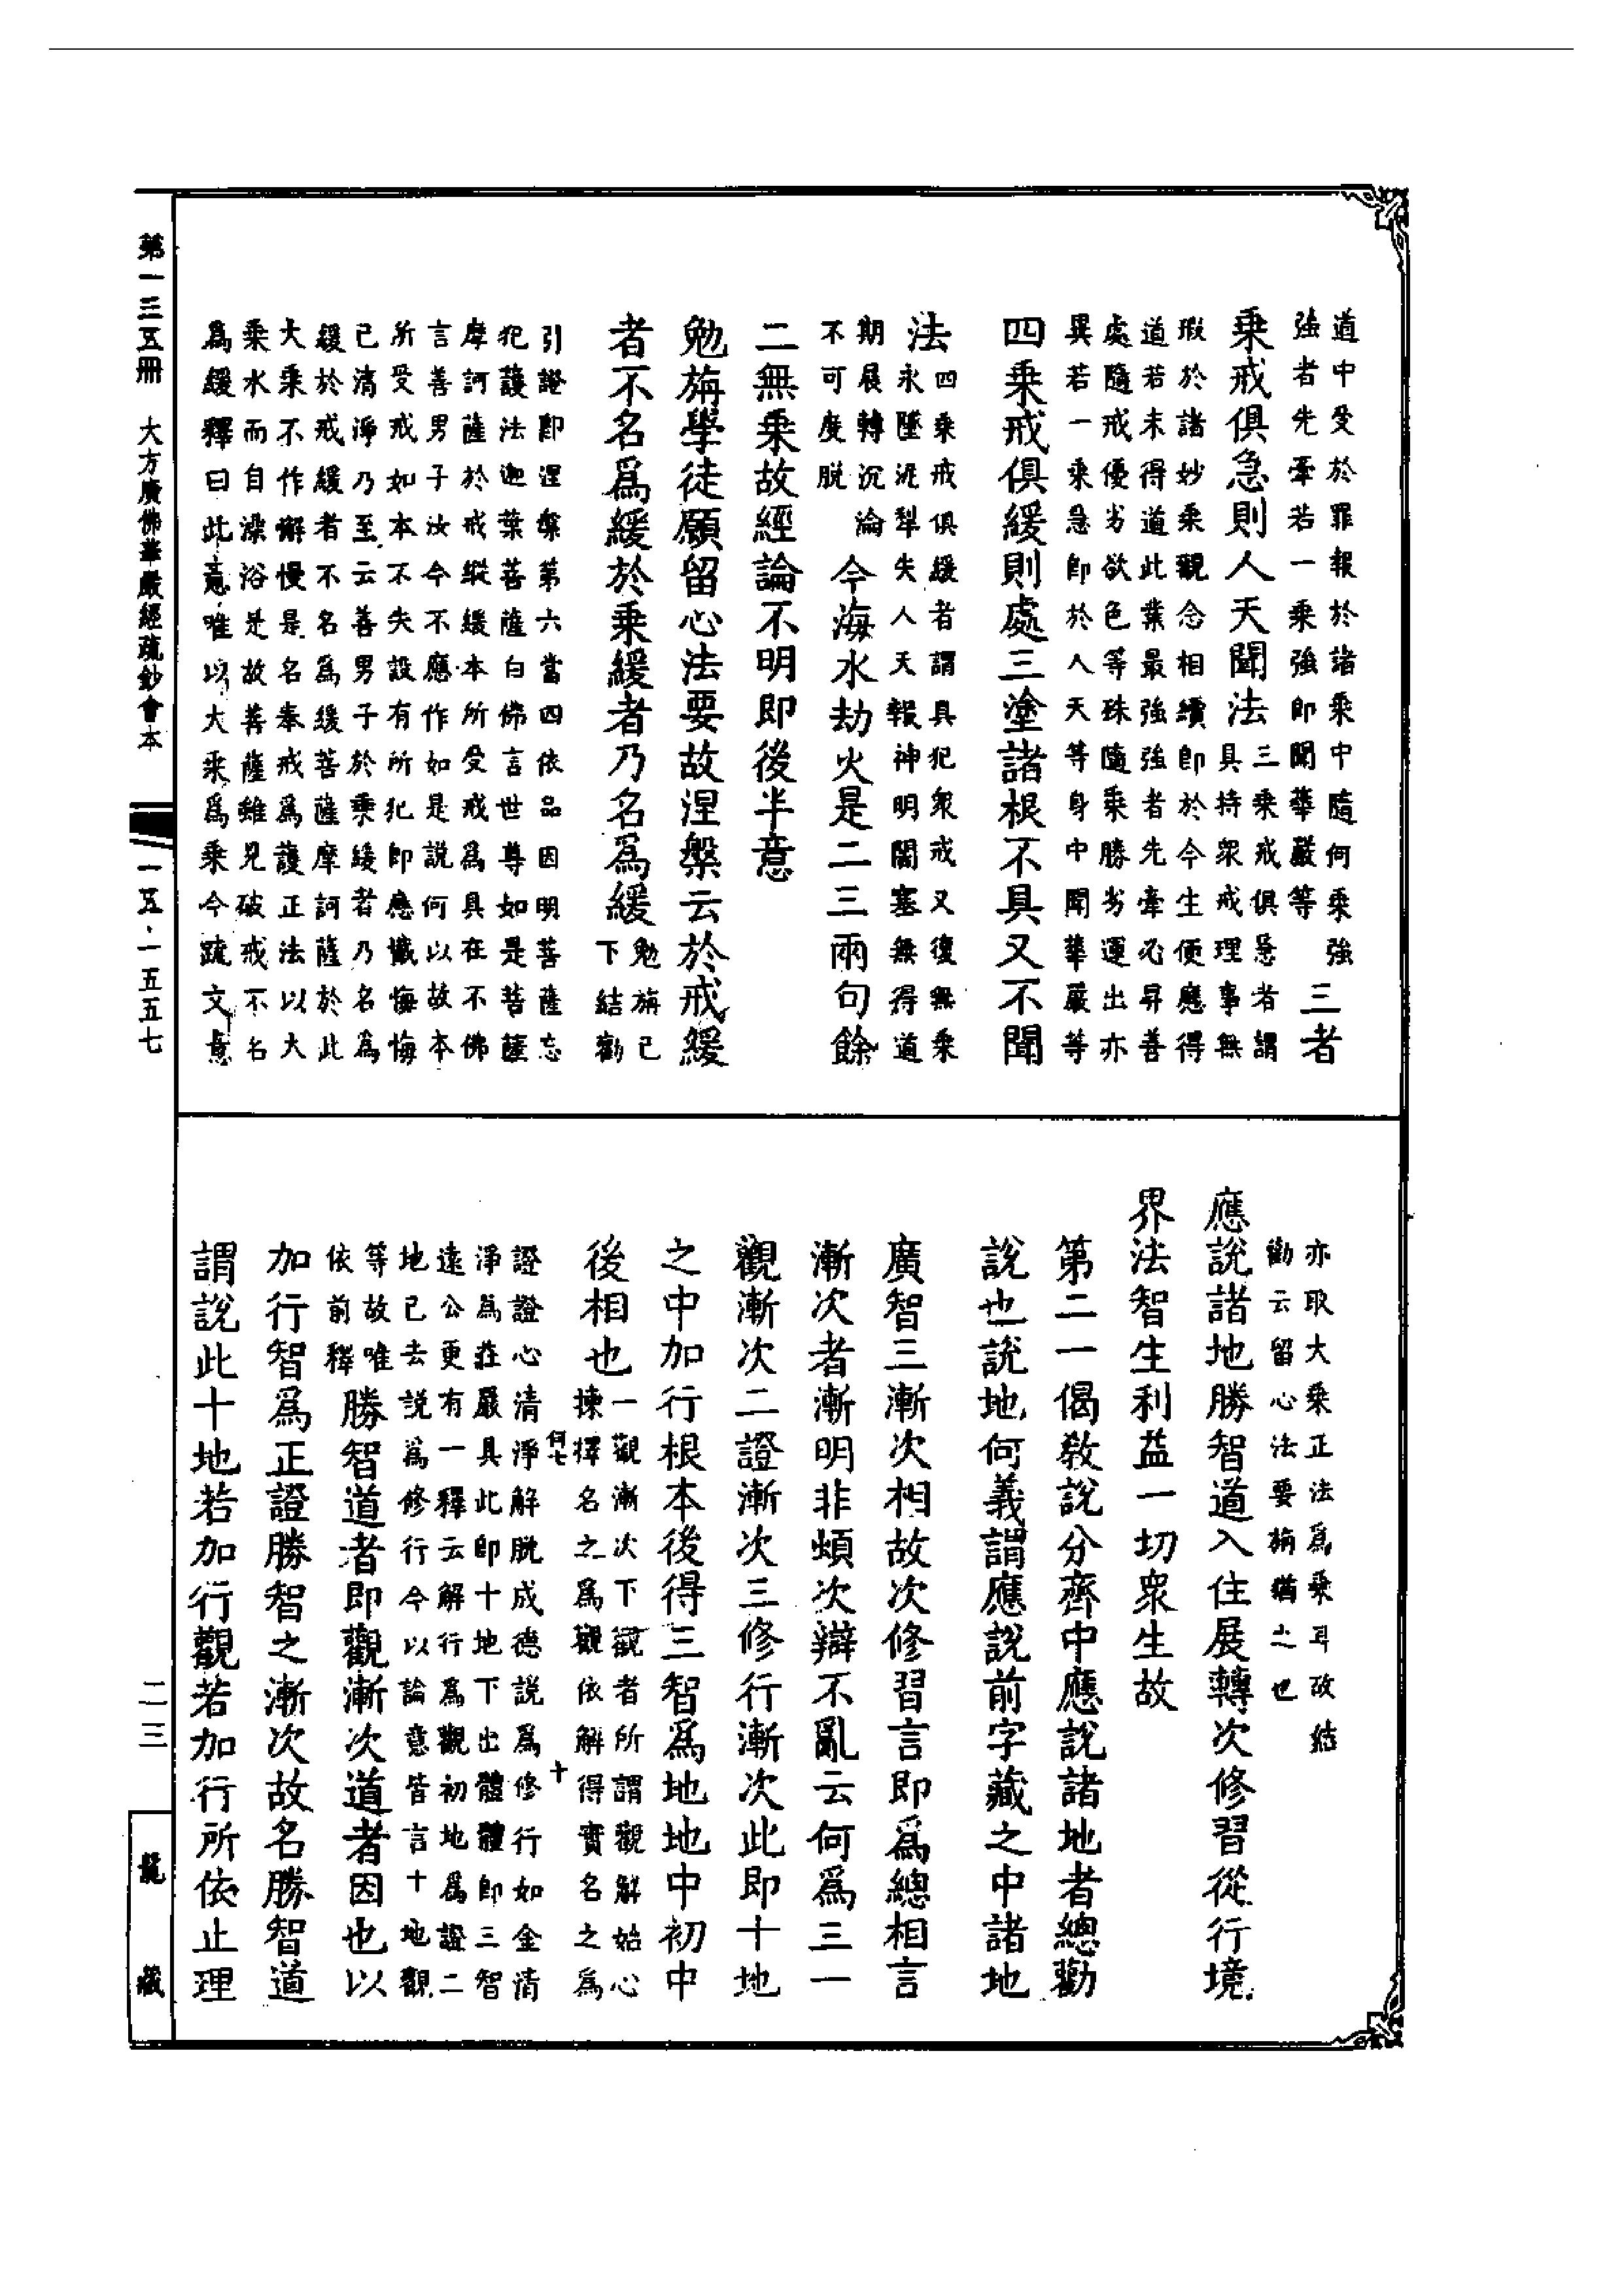 道中受於罪報於諸乘中隨何乘強
強者先牽若一乘強即聞華嚴等
三者
乘戒俱急則人天聞法
三乘戒俱急者謂
具持衆戒理事無
瑕於諸妙乘觀念相續即於今生便應得
道若未得道此業最強強者先牽必昇善
處隨戒優劣欲色等殊隨乘勝劣運出亦
異若一乘急即於人天等身中聞華嚴等
四乘戒俱緩則處三塗諸根不具又不聞
法
四乘戒俱緩者謂具犯衆戒又復無乘
永墜泥犁失人天報神明闇塞無得道
期展轉沉淪
不可度脱
今海水劫火是二三兩句餘
二無乘故經論不明即後半意
勉旃學徒願留心法要故涅槃云於戒緩
者不名爲緩於乘緩者乃名爲緩
勉旃已
下結勸
引證即涅槃第六當四依品因明菩薩忘
犯護法迦葉菩薩白佛言世尊如是菩薩
摩訶薩於戒縱緩本所受戒爲具在不佛
言善男子汝今不應作如是説何以故本
所受戒如本不失設有所犯即應懺悔悔
已清淨乃至云善男子於乘緩者乃名爲
緩於戒緩者不名爲緩菩薩摩訶薩於此
大乘不作懈慢是名奉戒爲護正法以大
乘水而自澡浴是故菩薩雖見破戒不名
爲緩釋曰此意唯以大乘爲乘今疏文意
亦取大乘正法爲乘耳故結
勸云留心法要旃猶之也
應說諸地勝智道入住展轉次修習從行境
界法智生利益一切衆生故
第二一偈教說分齊中應說諸地者總勸
說也說地何義謂應說前字藏之中諸地
廣智三漸次相故次修習言即爲總相言
漸次者漸明非頓次辯不亂云何爲三一
觀漸次二證漸次三修行漸次此即十地
之中加行根本後得三智爲地地中初中
後相也
一觀漸次下觀者所謂觀解始心
揀擇名之爲觀依解得實名之爲
何七
十
證證心清淨解脫成德説爲修行如金清
淨爲莊嚴具此即十地下出體體即三智
遠公更有一釋云解行爲觀初地爲證二
地已去説爲修行今以論意皆言十地觀
等故唯
依前釋
勝智道者即觀漸次道者因也以
加行智爲正證勝智之漸次故名勝智道
謂說此十地若加行觀若加行所依止理
第一三五冊 大方廣佛華嚴經疏鈔會本
一五·一五五七
二三
龍藏